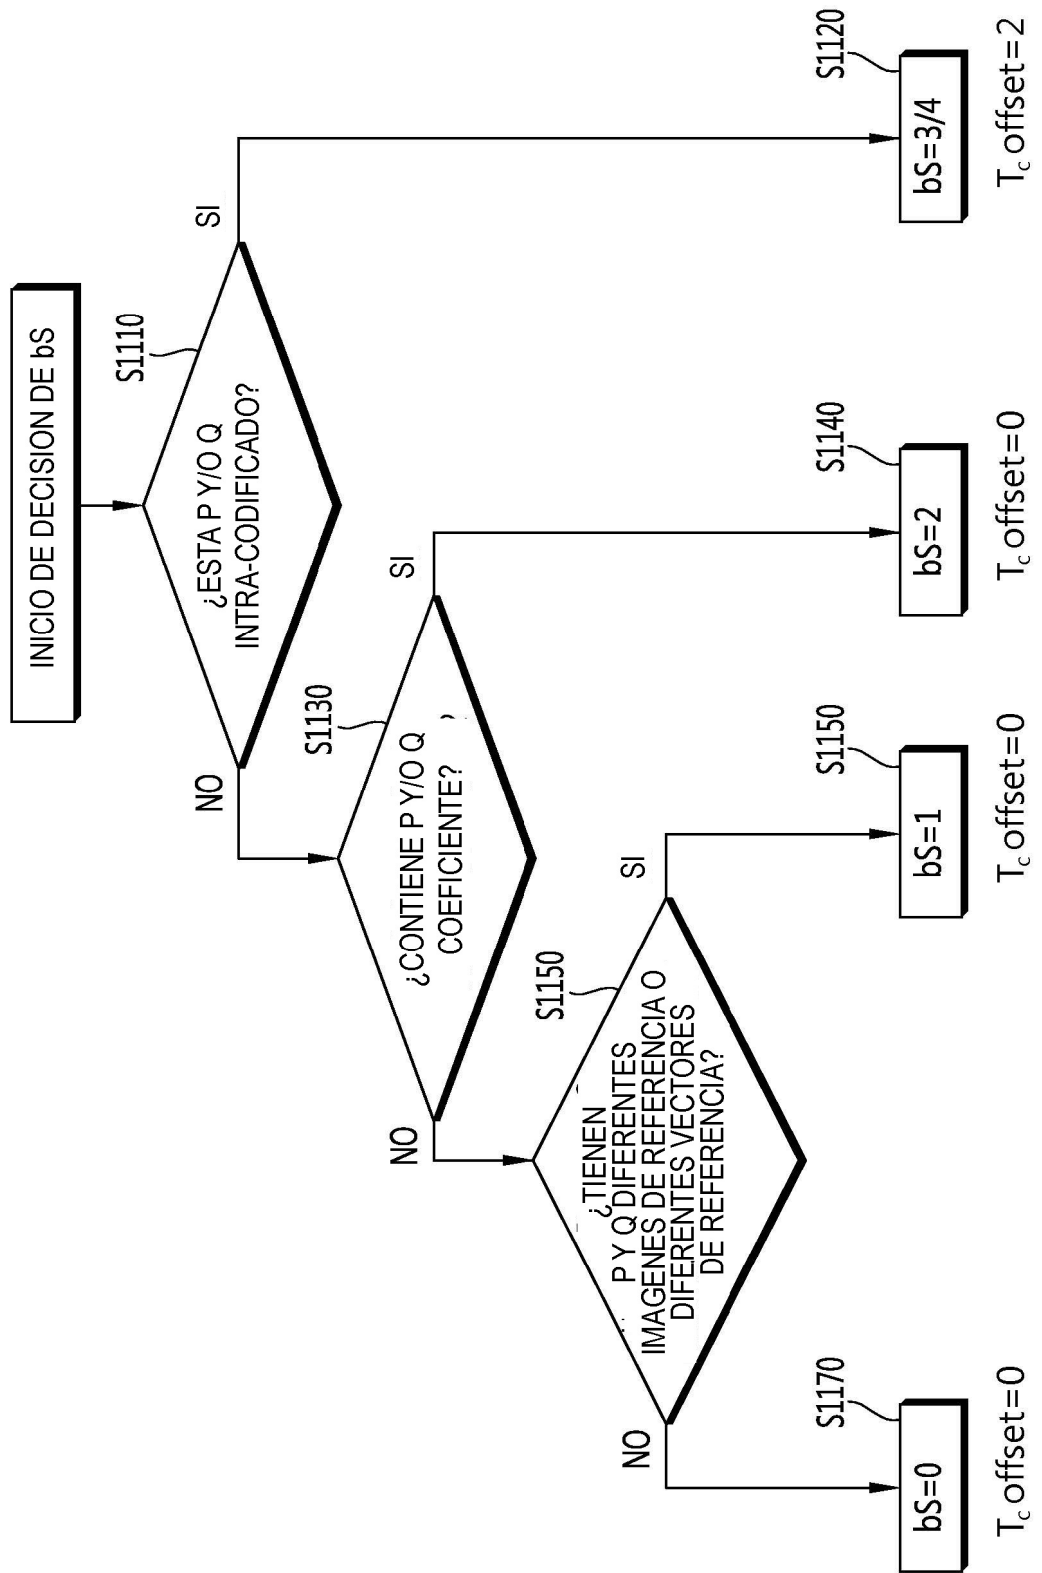 INICIO DE DECISION DE bS
S1110
¿ESTA P Y/O Q
INTRA-CODIFICADO?
SI
NO
S1130
¿CONTIENE P Y/O Q
COEFICIENTE?
SI
NO
S1150
¿TIENEN
P Y Q DIFERENTES
IMAGENES DE REFERENCIA O
DIFERENTES VECTORES
DE REFERENCIA?
SI
NO
S1170
bS=0
Tc offset=0
S1150
bS=1
Tc offset=0
S1140
bS=2
Tc offset=0
S1120
bS=3/4
Tc offset=2